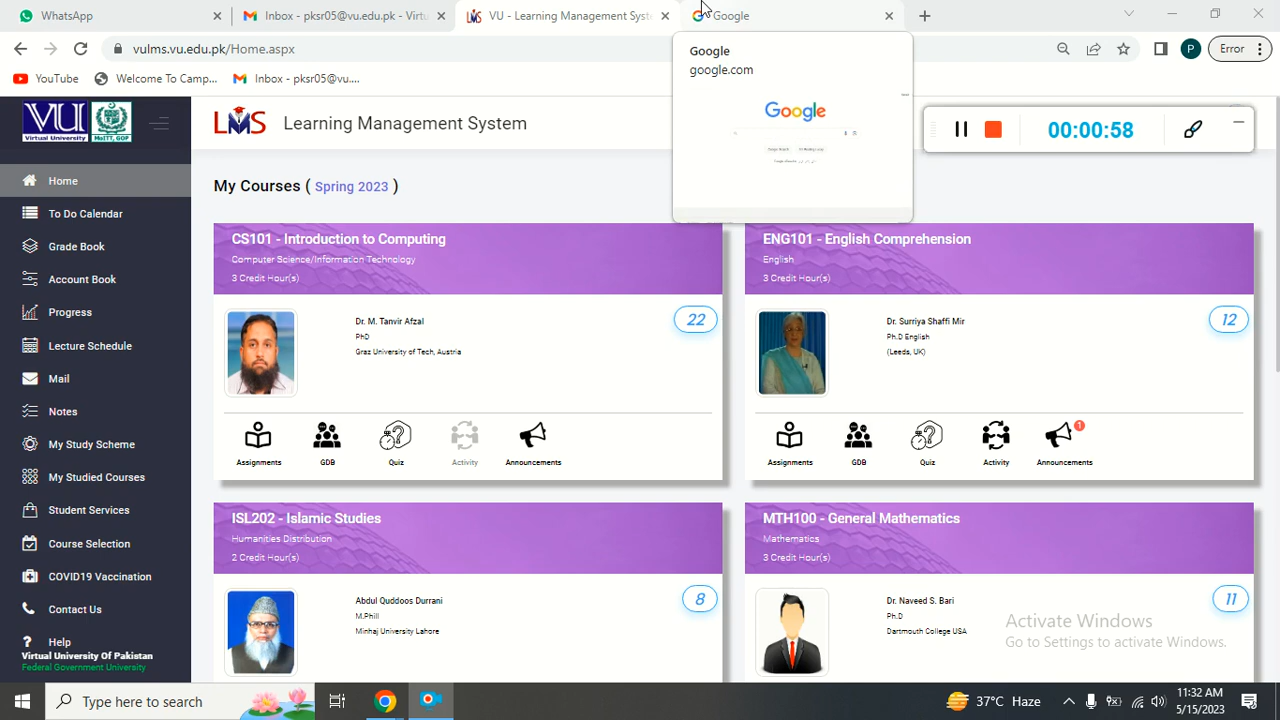 WhatsApp
Inbox - pksr05@vu.edu.pk - Virtu
VU - Learning Management Syst
Google
vulms.vu.edu.pk/Home.aspx
P
Error
YouTube
Welcome To Camp...
Inbox - pksr05@vu....
Google
google.com
Google
VU
Virtual University
MoITT, GOP
LMS
Learning Management System
00:00:58
My Courses ( Spring 2023 )
Home
To Do Calendar
Grade Book
Account Book
Progress
Lecture Schedule
Mail
Notes
My Study Scheme
My Studied Courses
Student Services
Course Selection
COVID19 Vaccination
Contact Us
Help
Virtual University Of Pakistan
Federal Government University
CS101 - Introduction to Computing
Computer Science/Information Technology
3 Credit Hour(s)
Dr. M. Tanvir Afzal
PhD
Graz University of Tech, Austria
22
Assignments
GDB
Quiz
Activity
Announcements
ENG101 - English Comprehension
English
3 Credit Hour(s)
Dr. Surriya Shaffi Mir
Ph.D English
(Leeds, UK)
12
Assignments
GDB
Quiz
Activity
Announcements
1
ISL202 - Islamic Studies
Humanities Distribution
2 Credit Hour(s)
Abdul Quddoos Durrani
M.Phill
Minhaj University Lahore
8
MTH100 - General Mathematics
Mathematics
3 Credit Hour(s)
Dr. Naveed S. Bari
Ph.D
Dartmouth College USA
11
Activate Windows
Go to Settings to activate Windows.
Type here to search
37°C Haze
11:32 AM
5/15/2023